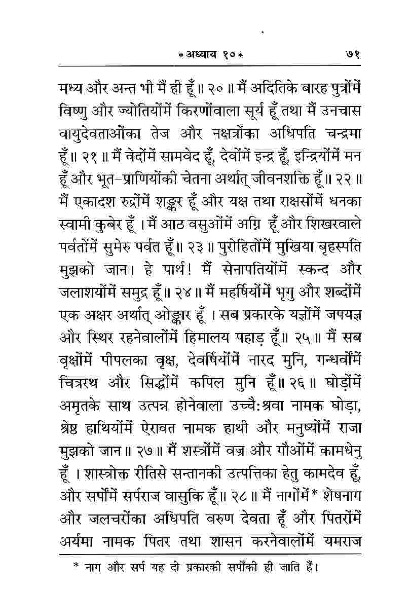 * अध्याय १० * ७१
मध्य और अन्त भी मैं ही हूँ॥ २०॥ मैं अदितिके बारह पुत्रोंमें
विष्णु और ज्योतियोंमें किरणोंवाला सूर्य हूँ तथा मैं उनचास
वायुदेवताओंका तेज और नक्षत्रोंका अधिपति चन्द्रमा
हूँ॥ २१॥ मैं वेदोंमें सामवेद हूँ, देवोंमें इन्द्र हूँ, इन्द्रियोंमें मन
हूँ और भूत-प्राणियोंकी चेतना अर्थात् जीवनशक्ति हूँ॥ २२॥
मैं एकादश रुद्रोंमें शङ्कर हूँ और यक्ष तथा राक्षसोंमें धनका
स्वामी कुबेर हूँ। मैं आठ वसुओंमें अग्नि हूँ और शिखरवाले
पर्वतोंमें सुमेरु पर्वत हूँ॥ २३॥ पुरोहितोंमें मुखिया बृहस्पति
मुझको जान। हे पार्थ! मैं सेनापतियोंमें स्कन्द और
जलाशयोंमें समुद्र हूँ॥ २४॥ मैं महर्षियोंमें भृगु और शब्दोंमें
एक अक्षर अर्थात् ओङ्कार हूँ। सब प्रकारके यज्ञोंमें जपयज्ञ
और स्थिर रहनेवालोंमें हिमालय पहाड़ हूँ॥ २५॥ मैं सब
वृक्षोंमें पीपलका वृक्ष, देवर्षियोंमें नारद मुनि, गन्धर्वोंमें
चित्ररथ और सिद्धोंमें कपिल मुनि हूँ॥ २६॥ घोड़ोंमें
अमृतके साथ उत्पन्न होनेवाला उच्चैःश्रवा नामक घोड़ा,
श्रेष्ठ हाथियोंमें ऐरावत नामक हाथी और मनुष्योंमें राजा
मुझको जान॥ २७॥ मैं शस्त्रोंमें वज्र और गौओंमें कामधेनु
हूँ। शास्त्रोक्त रीतिसे सन्तानकी उत्पत्तिका हेतु कामदेव हूँ,
और सर्पोंमें सर्पराज वासुकि हूँ॥ २८॥ मैं नागोंमें* शेषनाग
और जलचरोंका अधिपति वरुण देवता हूँ और पितरोंमें
अर्यमा नामक पितर तथा शासन करनेवालोंमें यमराज
* नाग और सर्प यह दो प्रकारकी सर्पोंकी ही जाति हैं।